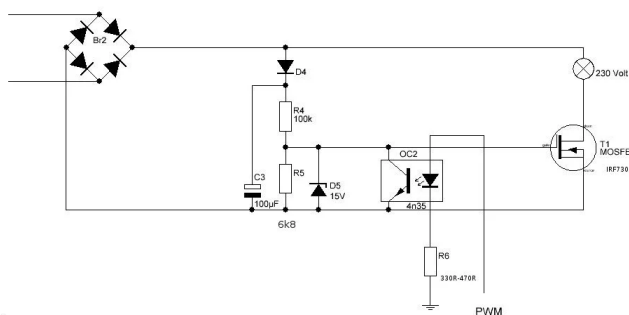 Br2
D4
230 Volt
R4
100k
OC2
T1
MOSFE
IRF730
R5
D5
15V
C3
100µF
4n35
6k8
R6
330R-470R
PWM